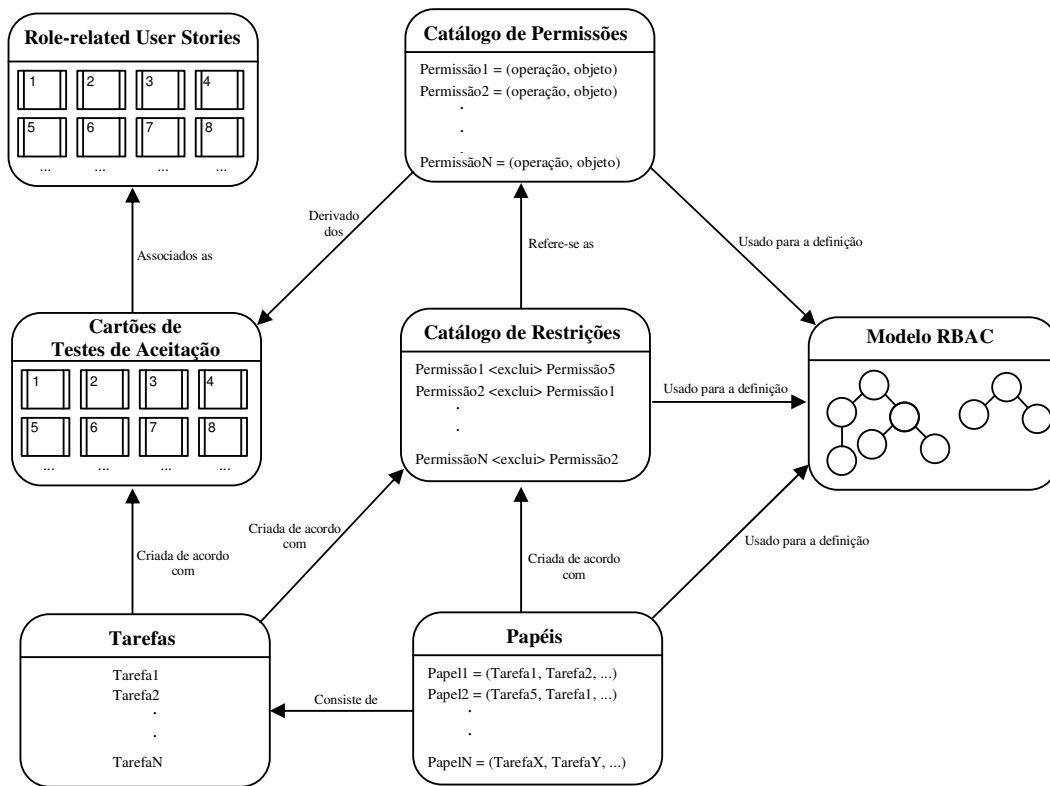 Role-related User Stories
1 2 3 4
5 6 7 8
... ... ... ...
Catálogo de Permissões
Permissão1 = (operação, objeto)
Permissão2 = (operação, objeto)
.
.
.
PermissãoN = (operação, objeto)
Derivado
dos
Associados as
Refere-se as
Usado para a definição
Cartões de
Testes de Aceitação
1 2 3 4
5 6 7 8
... ... ... ...
Catálogo de Restrições
Permissão1 <exclui> Permissão5
Permissão2 <exclui> Permissão1
.
.
PermissãoN <exclui> Permissão2
Usado para a definição
Modelo RBAC
Criada de acordo
com
Criada de acordo
com
Criada de acordo
com
Usado para a definição
Tarefas
Tarefa1
Tarefa2
.
.
TarefaN
Consiste de
Papéis
Papel1 = (Tarefa1, Tarefa2, ...)
Papel2 = (Tarefa5, Tarefa1, ...)
.
.
PapelN = (TarefaX, TarefaY, ...)